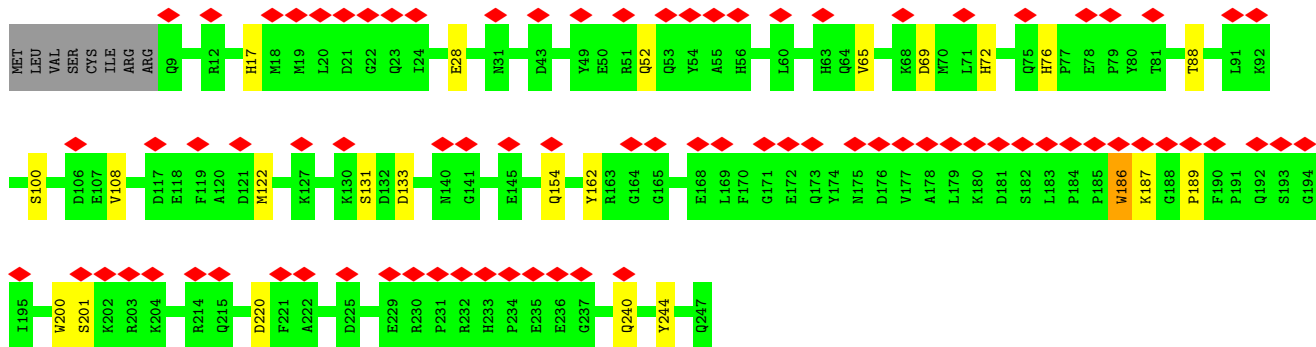 MET LEU VAL SER CYS ILE ARG ARG Q9 R12 H17 M18 M19 L20 D21 G22 Q23 I24 E28 N31 D43 Y49 E50 R51 Q52 Q53 Y54 A55 H56 L60 H63 Q64 V65 K68 D69 M70 L71 H72 Q75 H76 P77 E78 P79 Y80 T81 T88 L91 K92
S100 D106 E107 V108 D117 E118 F119 A120 D121 M122 K127 K130 S131 D132 D133 N140 G141 E145 Q154 Y162 R163 G164 G165 E168 L169 F170 G171 E172 Q173 Y174 N175 D176 V177 A178 L179 K180 D181 S182 L183 P184 P185 W186 K187 G188 P189 F190 P191 Q192 S193 G194
I195 W200 S201 K202 R203 K204 R214 Q215 D220 F221 A222 D225 E229 R230 P231 R232 H233 P234 E235 E236 G237 Q240 Y244 Q247